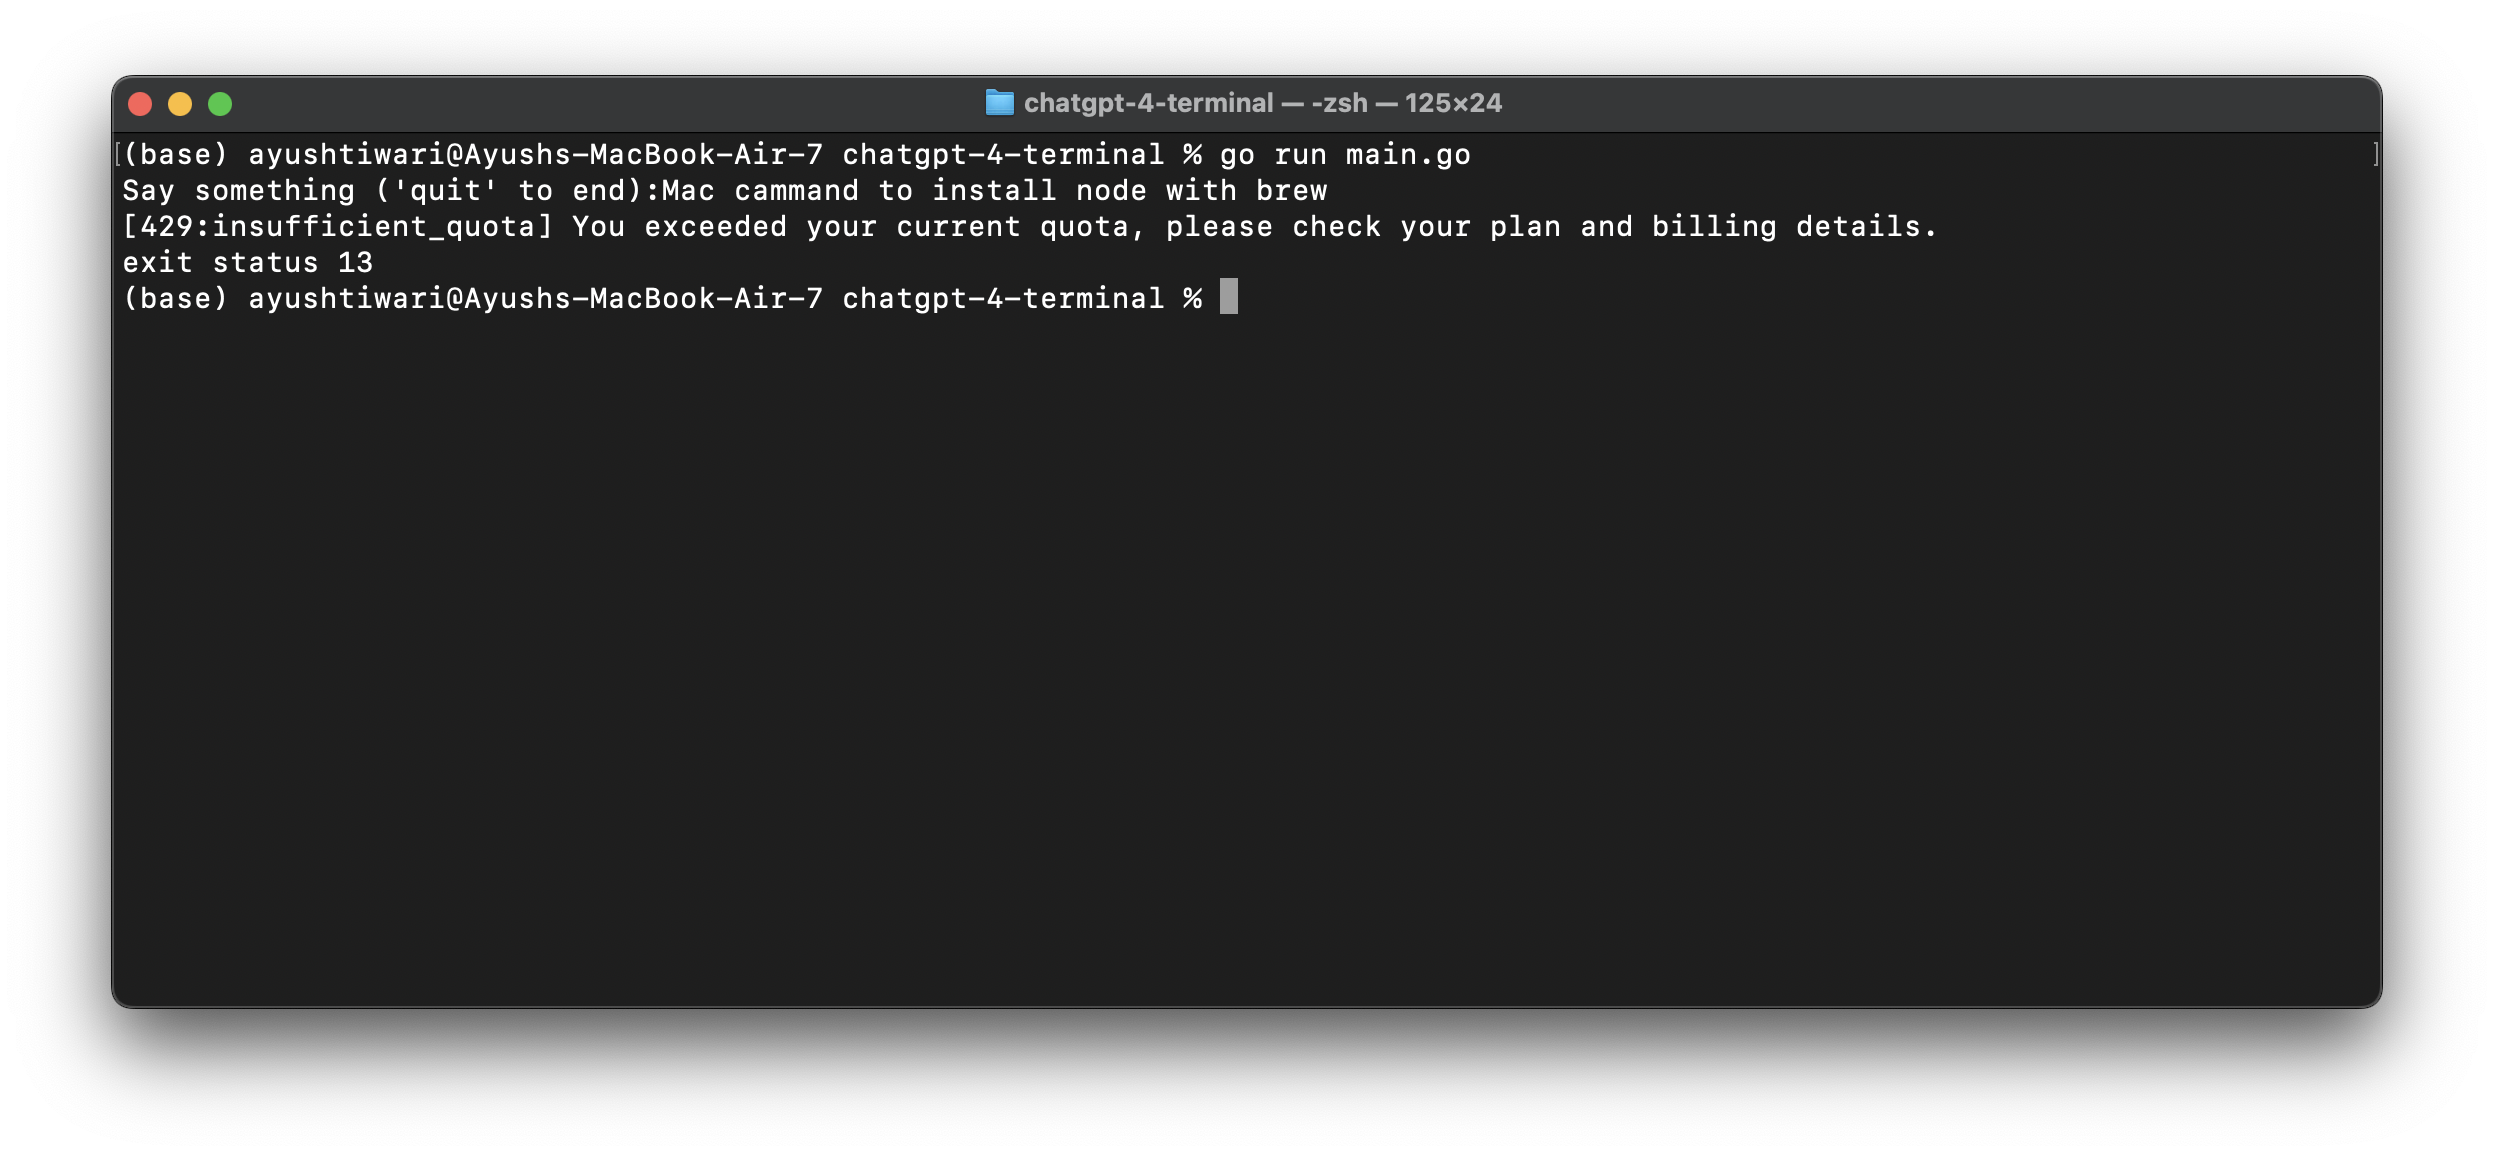 chatgpt-4-terminal — -zsh — 125×24
[(base) ayushtiwari@Ayushs-MacBook-Air-7 chatgpt-4-terminal % go run main.go ]
Say something ('quit' to end):Mac cammand to install node with brew
[429:insufficient_quota] You exceeded your current quota, please check your plan and billing details.
exit status 13
(base) ayushtiwari@Ayushs-MacBook-Air-7 chatgpt-4-terminal %